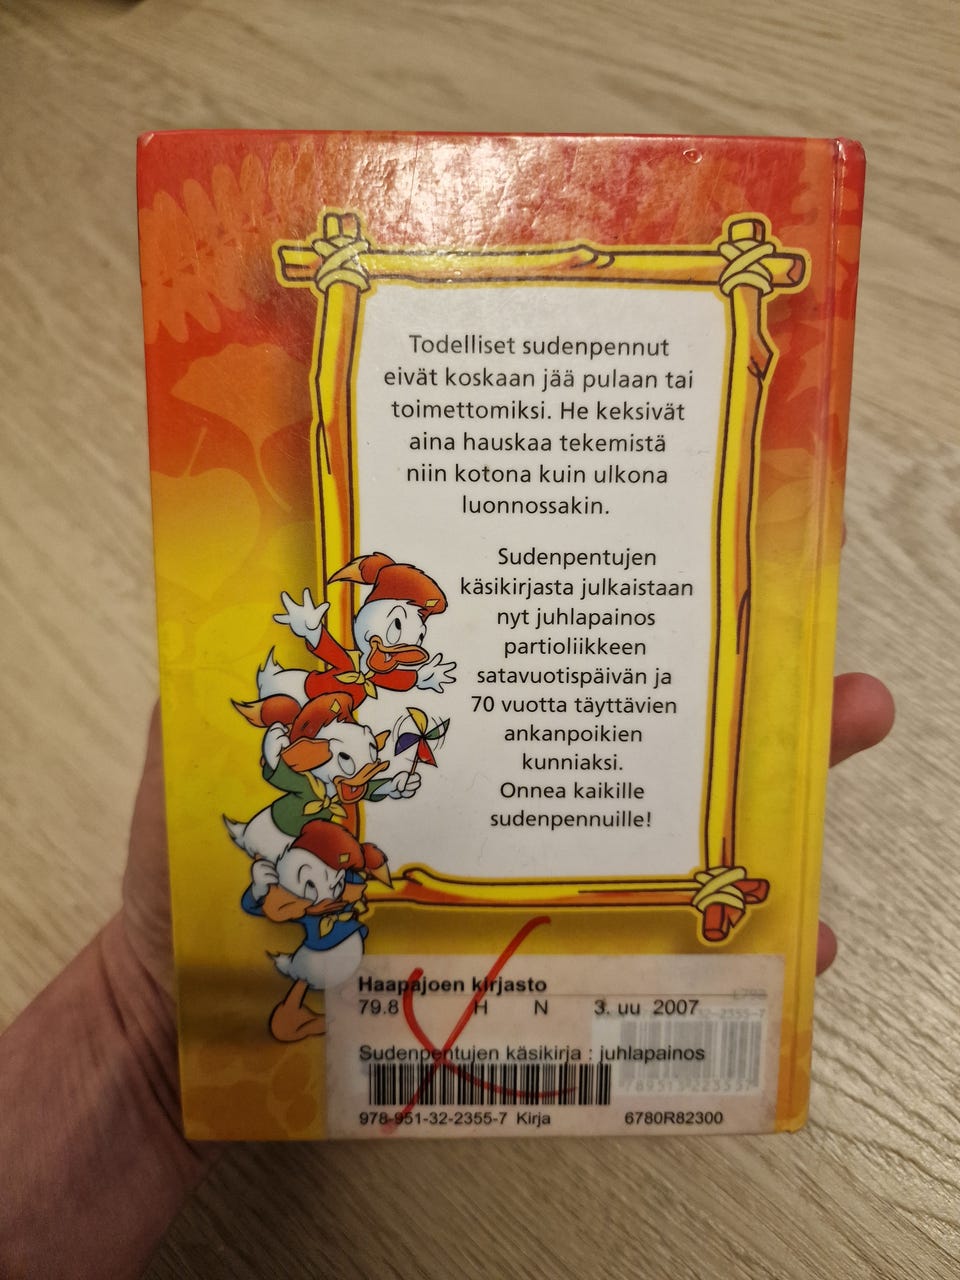 Todelliset sudenpennut
eivät koskaan jää pulaan tai
toimettomiksi. He keksivät
aina hauskaa tekemistä
niin kotona kuin ulkona
luonnossakin.
Sudenpentujen
käsikirjasta julkaistaan
nyt juhlapainos
partioliikkeen
satavuotispäivän ja
70 vuotta täyttävien
ankanpoikien
kunniaksi.
Onnea kaikille
sudenpennuille!
Haapajoen kirjasto
79.8 H N 3. uu 2007
Sudenpentujen käsikirja : juhlapainos
978-951-32-2355-7 Kirja 6780R82300